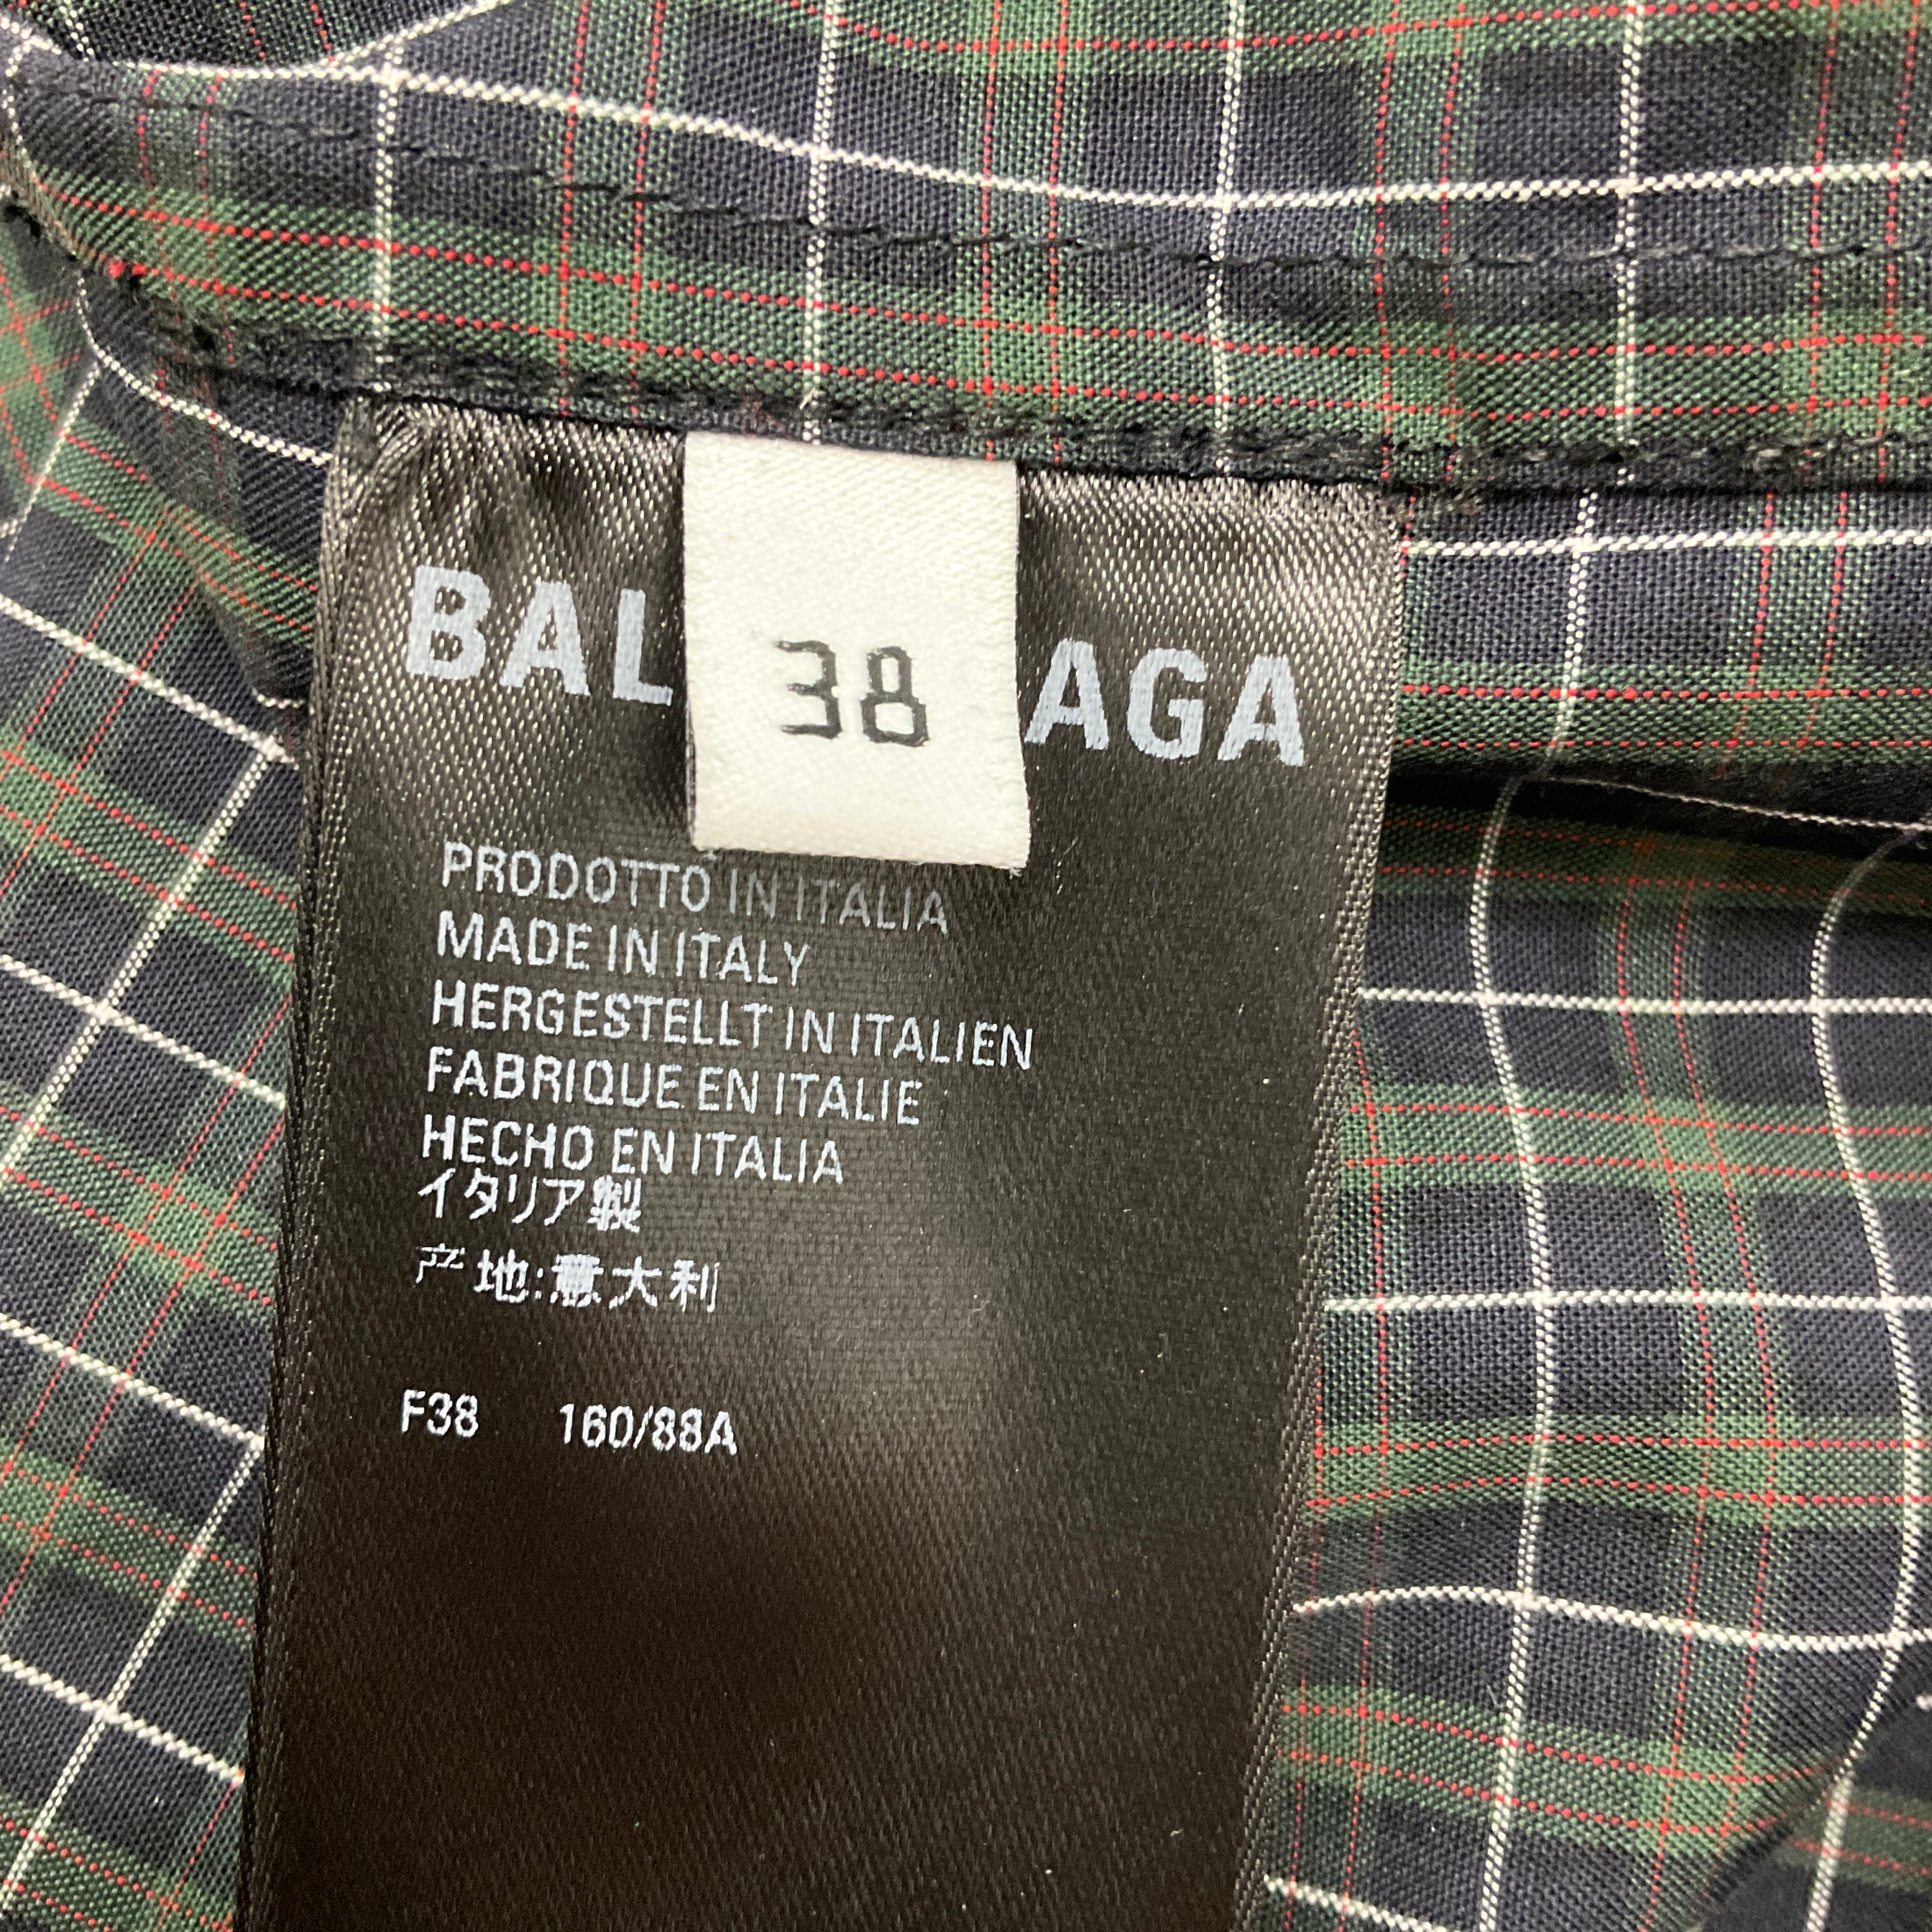 BAL AGA
38
PRODOTTO IN ITALIA
MADE IN ITALY
HERGESTELLT IN ITALIEN
FABRIQUE EN ITALIE
HECHO EN ITALIA
イタリア製
产地:意大利
F38 160/88A